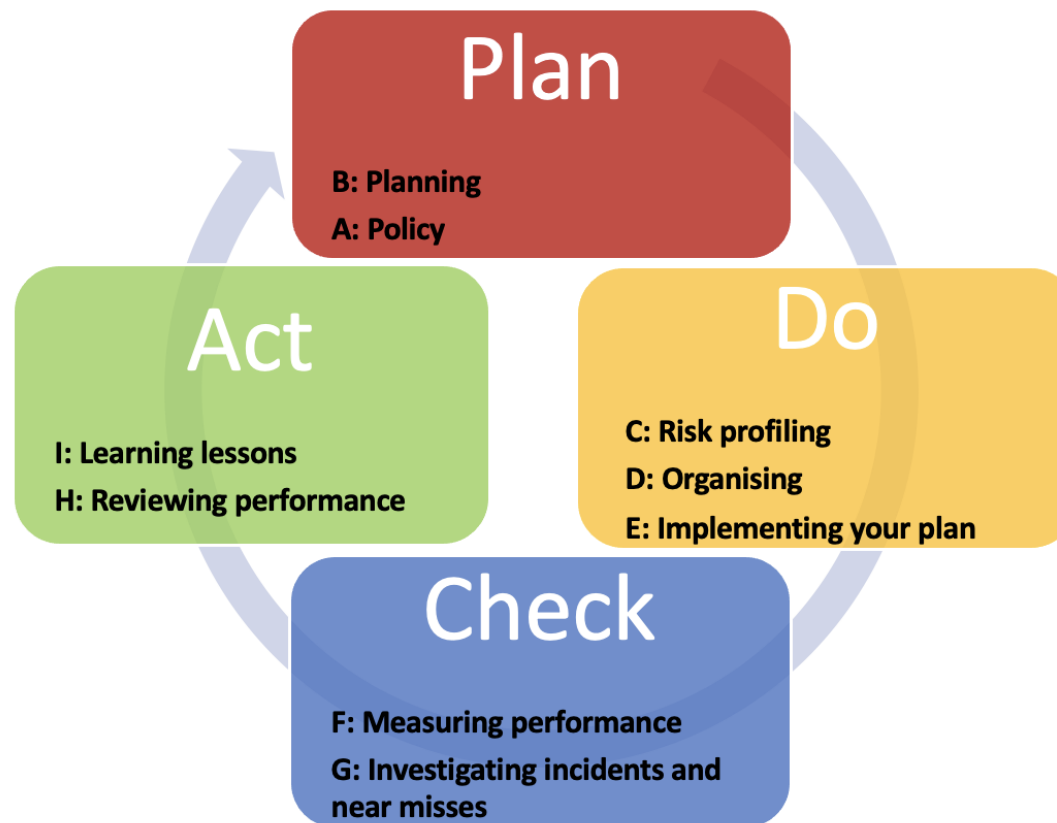 Plan
B: Planning
A: Policy
Act
I: Learning lessons
H: Reviewing performance
Do
C: Risk profiling
D: Organising
E: Implementing your plan
Check
F: Measuring performance
G: Investigating incidents and
near misses